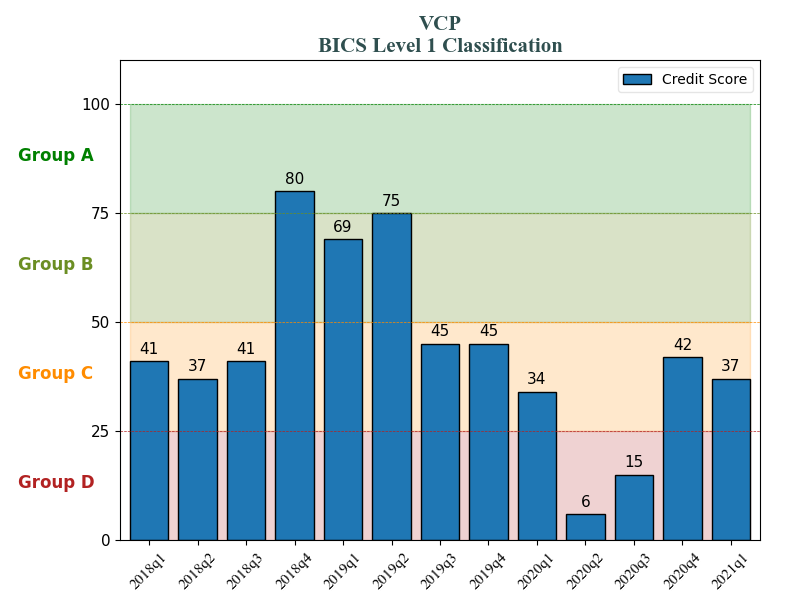 VCP
BICS Level 1 Classification
Credit Score
100
Group A
80
75
75
69
Group B
50
45
45
41
41
42
37
37
Group C
34
25
15
Group D
6
0
2018q1
2018q2
2018q3
2018q4
2019q1
2019q2
2019q3
2019q4
2020q1
2020q2
2020q3
2020q4
2021q1